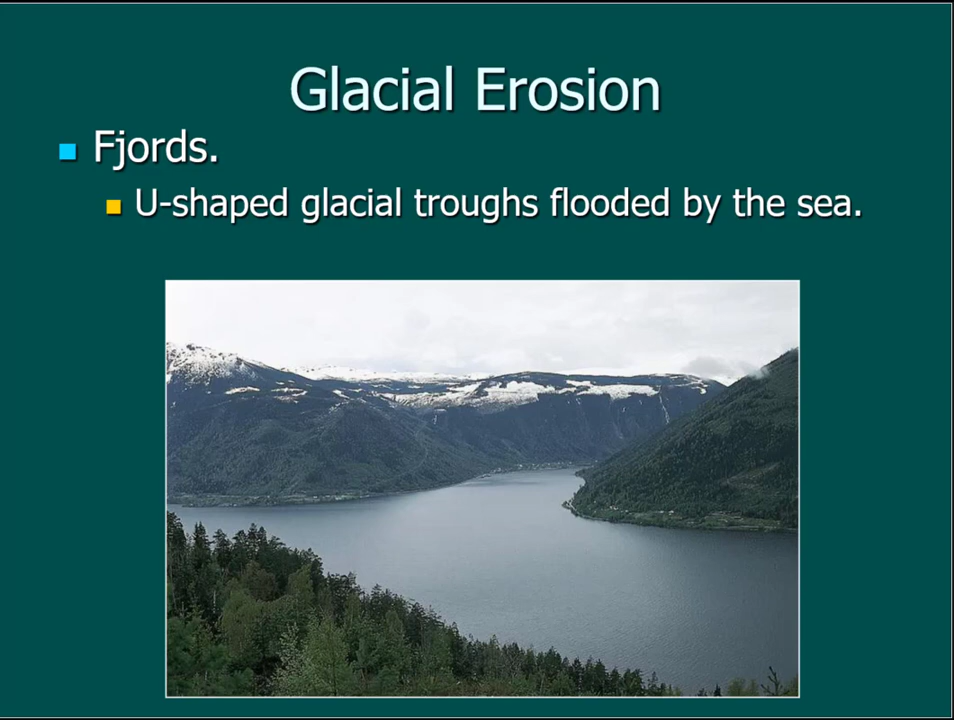 Glacial Erosion
Fjords.
U-shaped glacial troughs flooded by the sea.